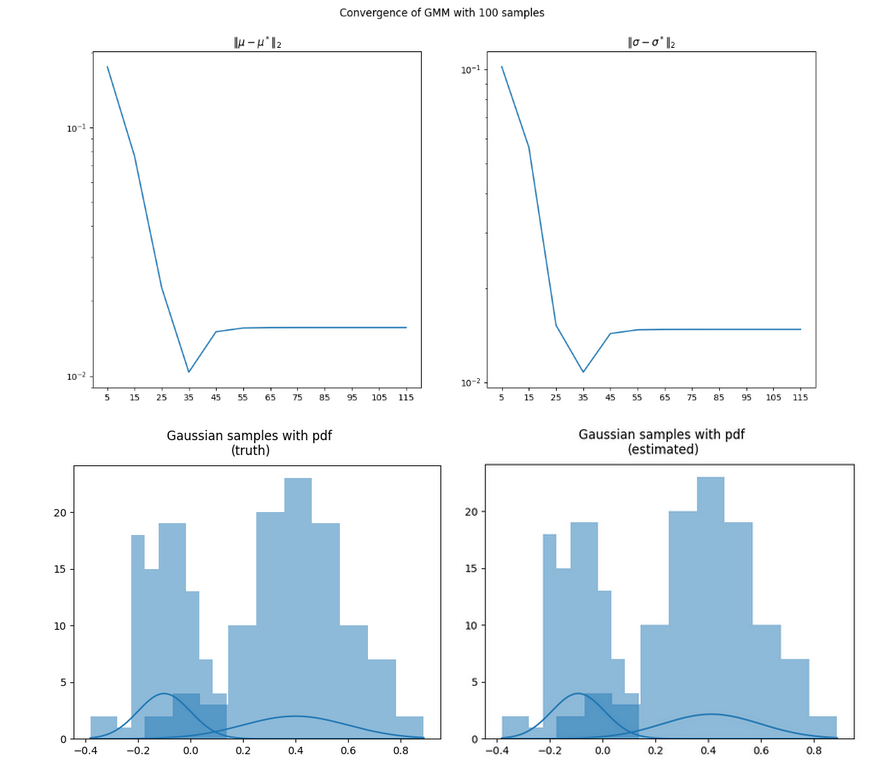 Convergence of GMM with 100 samples
‖μ − μ*‖₂
‖σ − σ*‖₂
10⁻¹
10⁻²
5 15 25 35 45 55 65 75 85 95 105 115
10⁻¹
10⁻²
5 15 25 35 45 55 65 75 85 95 105 115
Gaussian samples with pdf
(truth)
20
15
10
5
0
−0.4 −0.2 0.0 0.2 0.4 0.6 0.8
Gaussian samples with pdf
(estimated)
20
15
10
5
0
−0.4 −0.2 0.0 0.2 0.4 0.6 0.8